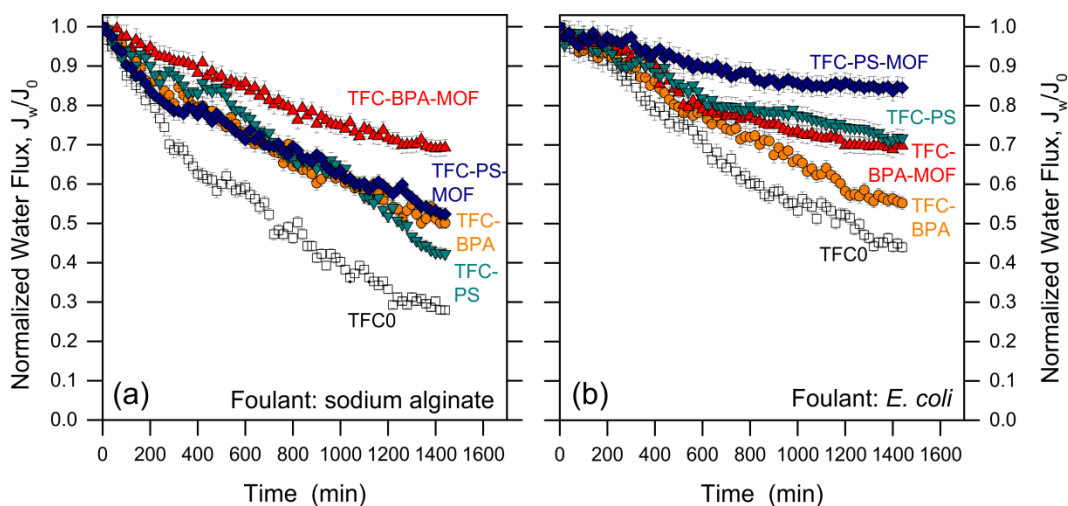 Normalized Water Flux, Jw/J0
1.0
0.9
0.8
0.7
0.6
0.5
0.4
0.3
0.2
0.1
0.0
TFC-BPA-MOF
TFC-PS-
MOF
TFC-
BPA
TFC-
PS
TFC0
(a)
Foulant: sodium alginate
0 200 400 600 800 1000 1200 1400 1600
Time (min)
TFC-PS-MOF
TFC-PS
TFC-
BPA-MOF
TFC-
BPA
TFC0
(b)
Foulant: E. coli
0 200 400 600 800 1000 1200 1400 1600
Time (min)
1.0
0.9
0.8
0.7
0.6
0.5
0.4
0.3
0.2
0.1
0.0
Normalized Water Flux, Jw/J0